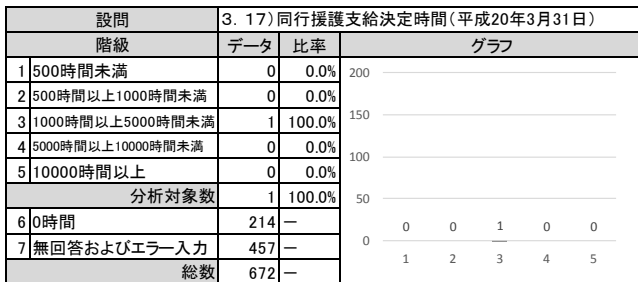 設問 3. 17)同行援護支給決定時間(平成20年3月31日)
階級 データ 比率 グラフ
1 500時間未満 0 0.0%
2 500時間以上1000時間未満 0 0.0%
3 1000時間以上5000時間未満 1 100.0%
4 5000時間以上10000時間未満 0 0.0%
5 10000時間以上 0 0.0%
分析対象数 1 100.0%
6 0時間 214 －
7 無回答およびエラー入力 457 －
総数 672 －
200
150
100
50
0
0 0 1 0 0
1 2 3 4 5